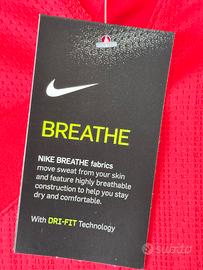 BREATHE
NIKE BREATHE fabrics
move sweat from your skin
and feature highly breathable
construction to help you stay
dry and comfortable.
With DRI-FIT Technology
subito